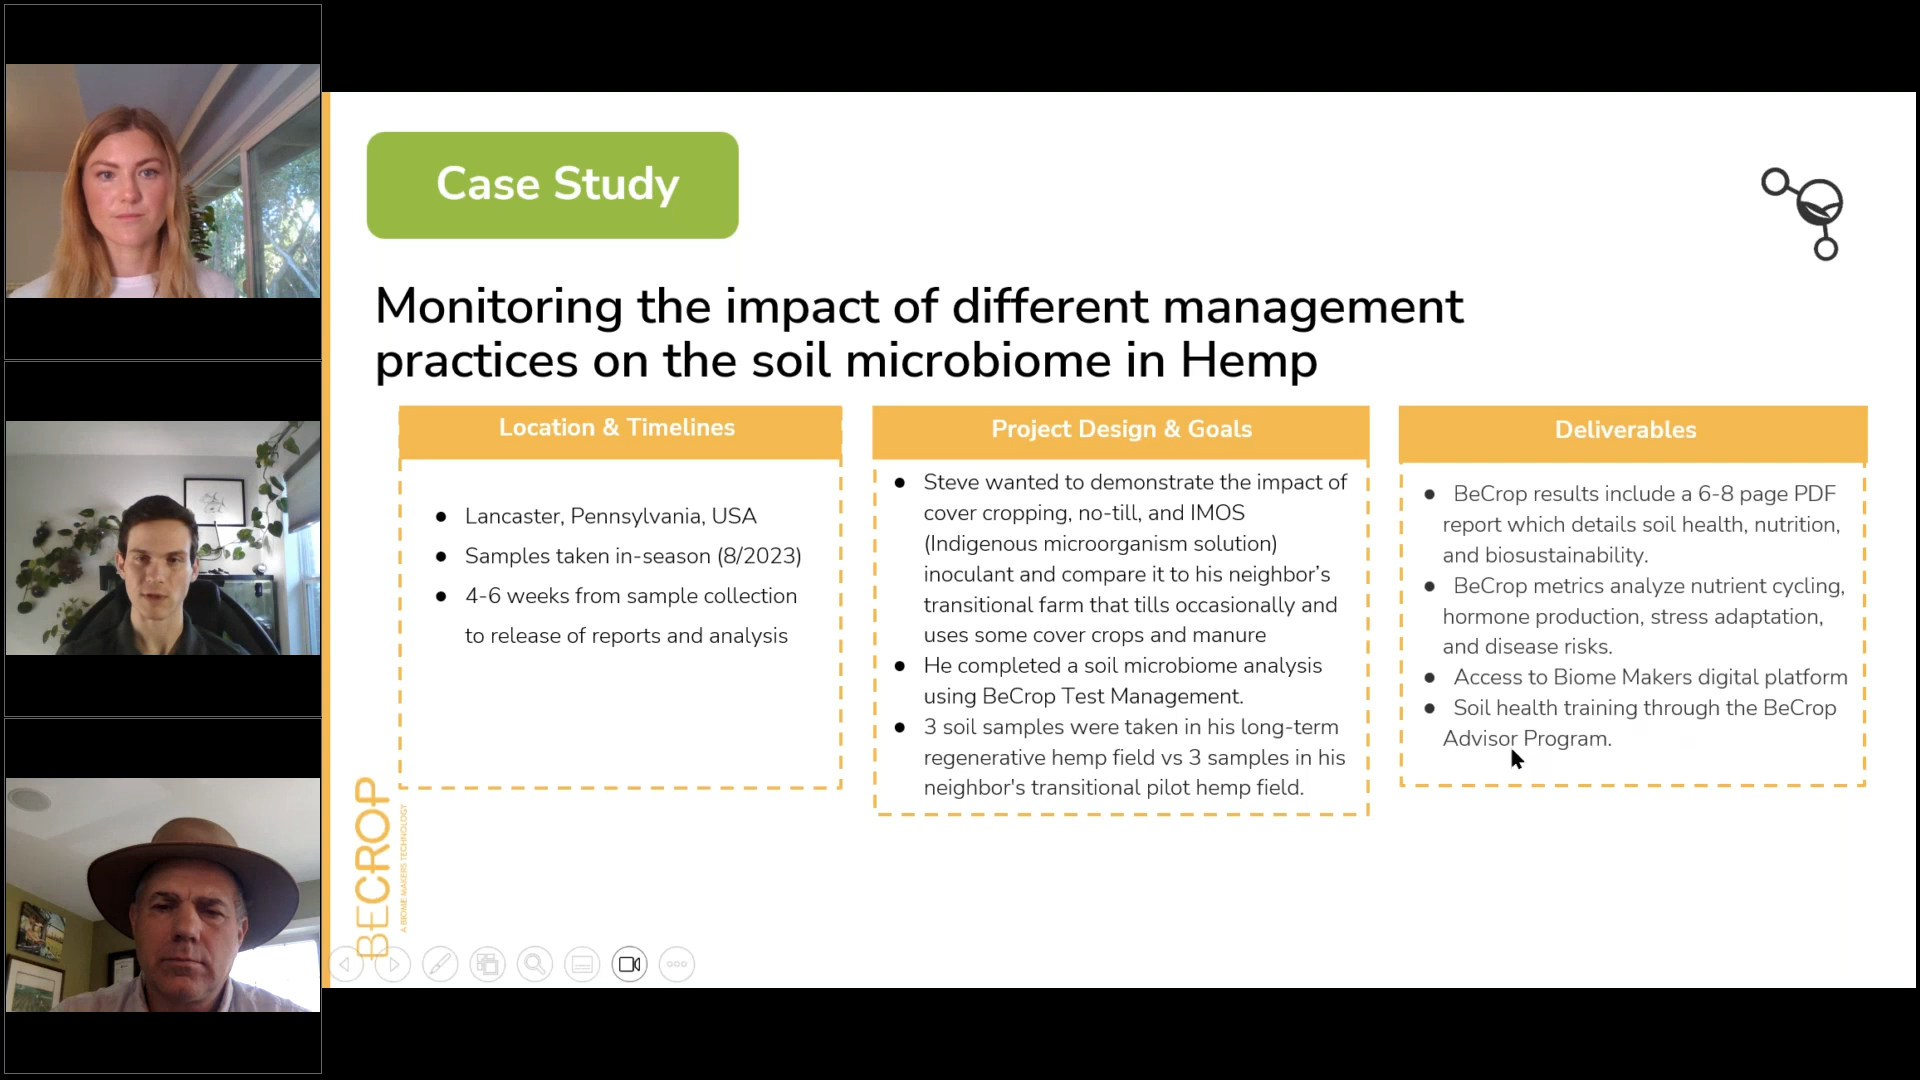 Case Study
Monitoring the impact of different management
practices on the soil microbiome in Hemp
Location & Timelines
● Lancaster, Pennsylvania, USA
● Samples taken in-season (8/2023)
● 4-6 weeks from sample collection
to release of reports and analysis
Project Design & Goals
● Steve wanted to demonstrate the impact of
cover cropping, no-till, and IMOS
(Indigenous microorganism solution)
inoculant and compare it to his neighbor’s
transitional farm that tills occasionally and
uses some cover crops and manure
● He completed a soil microbiome analysis
using BeCrop Test Management.
● 3 soil samples were taken in his long-term
regenerative hemp field vs 3 samples in his
neighbor's transitional pilot hemp field.
Deliverables
● BeCrop results include a 6-8 page PDF
report which details soil health, nutrition,
and biosustainability.
● BeCrop metrics analyze nutrient cycling,
hormone production, stress adaptation,
and disease risks.
● Access to Biome Makers digital platform
● Soil health training through the BeCrop
Advisor Program.
BECROP
A BIOME MAKERS TECHNOLOGY